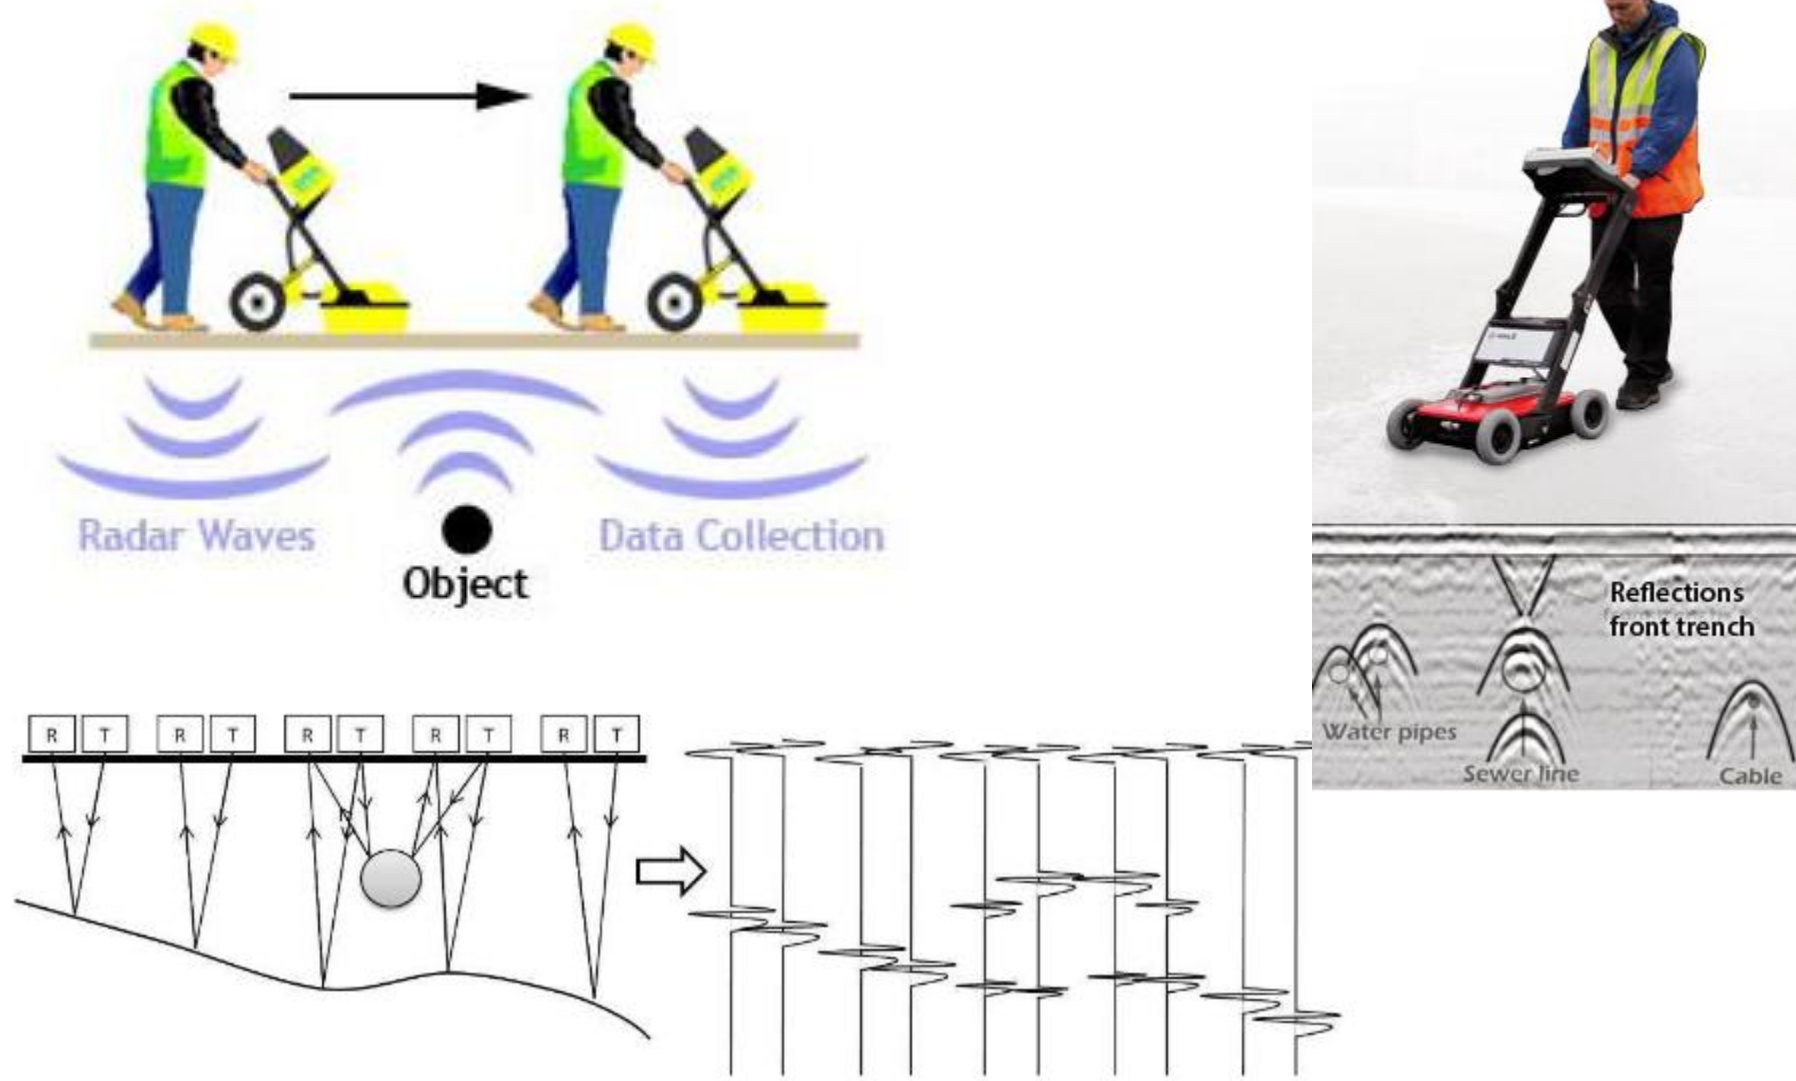 Radar Waves
Data Collection
Object
Reflections
front trench
Water pipes
Sewer line
Cable
R T R T R T R T R T